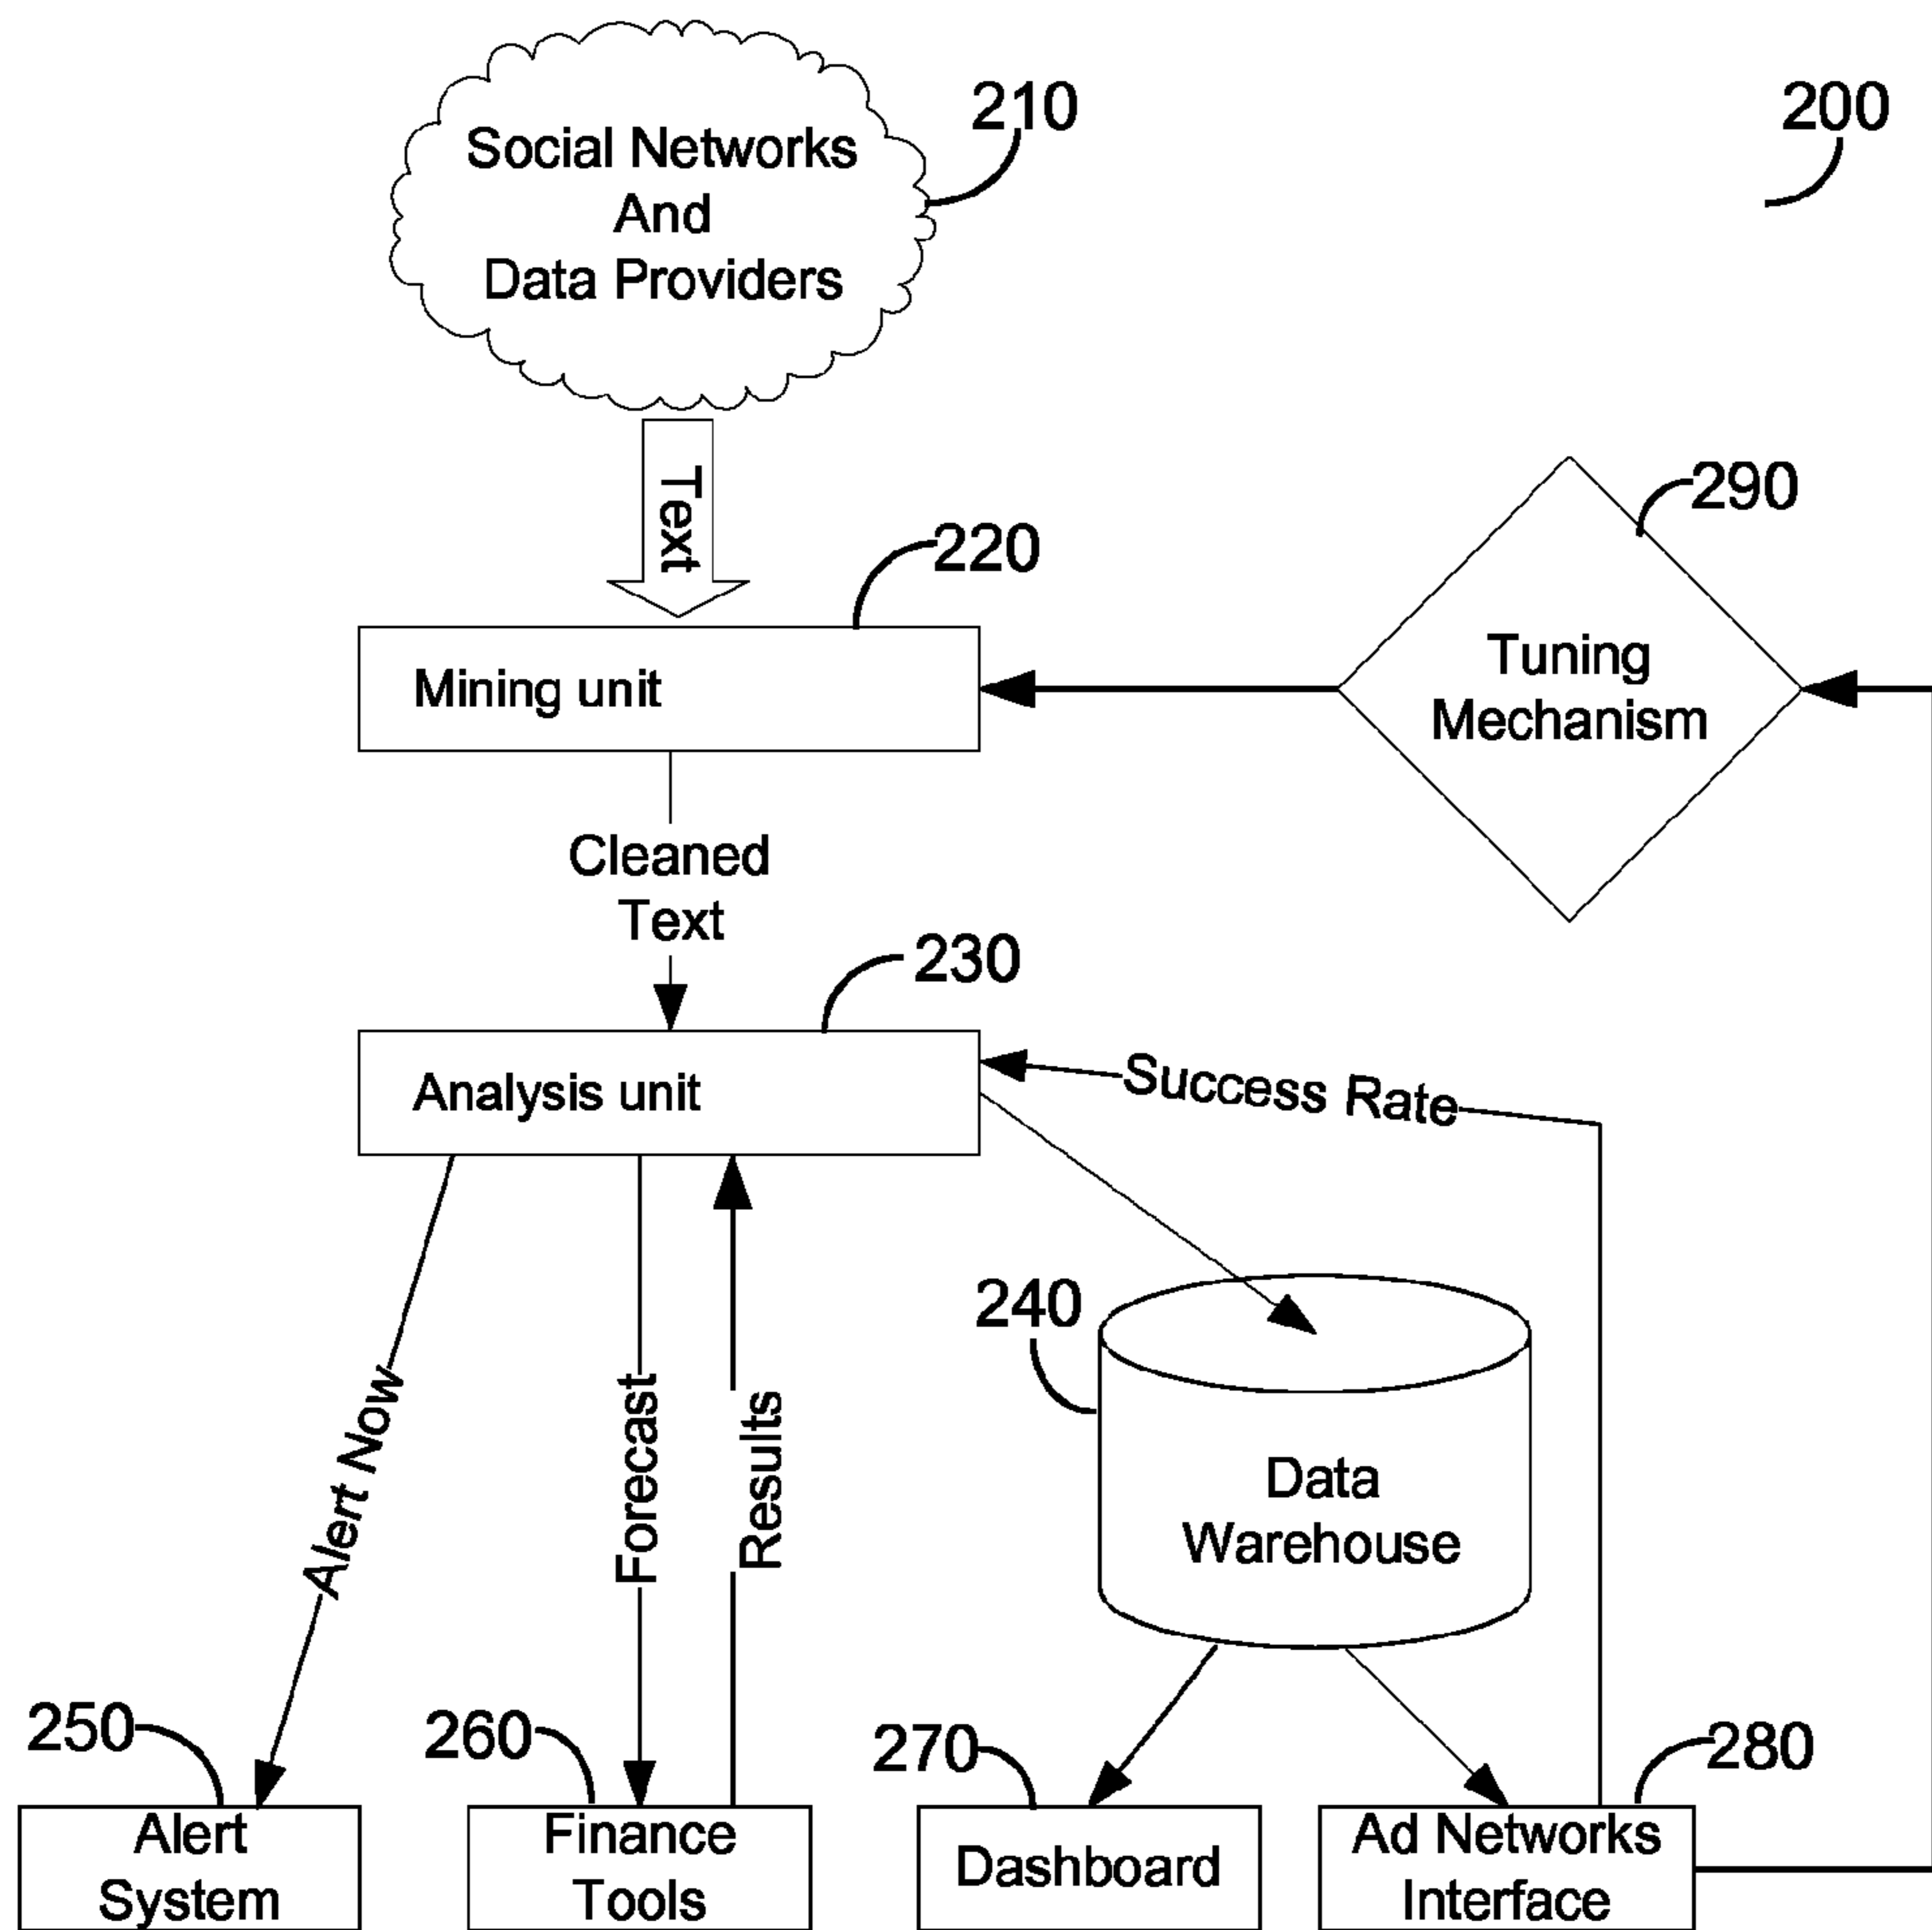 Social Networks
And
Data Providers
210
200
Text
290
220
Mining unit
Tuning
Mechanism
Cleaned
Text
230
Analysis unit
Success Rate
240
Data
Warehouse
Alert Now
Forecast
Results
250
260
270
280
Alert
System
Finance
Tools
Dashboard
Ad Networks
Interface